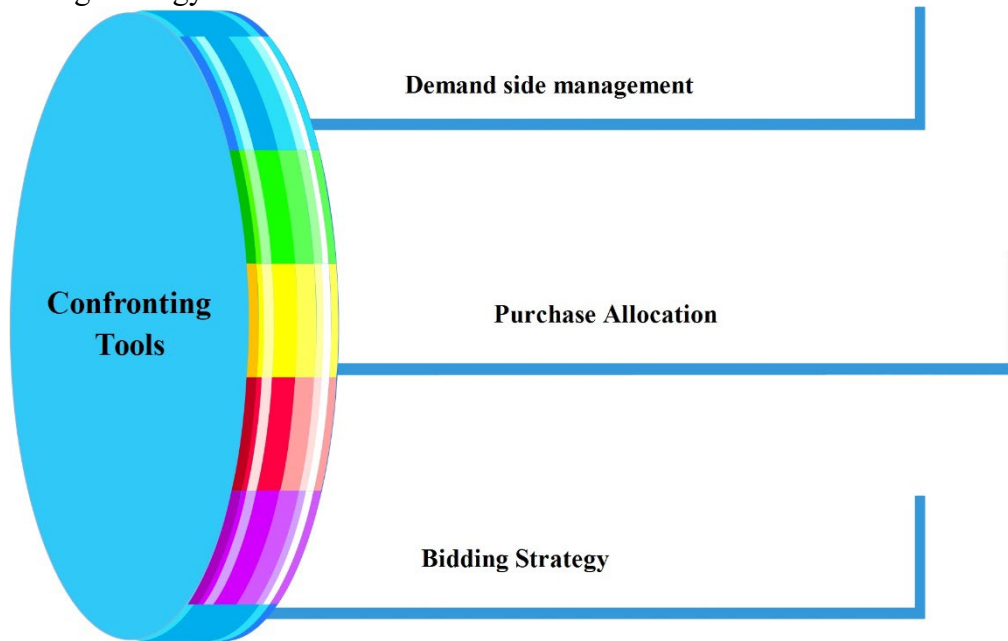 Demand side management
Confronting
Tools
Purchase Allocation
Bidding Strategy